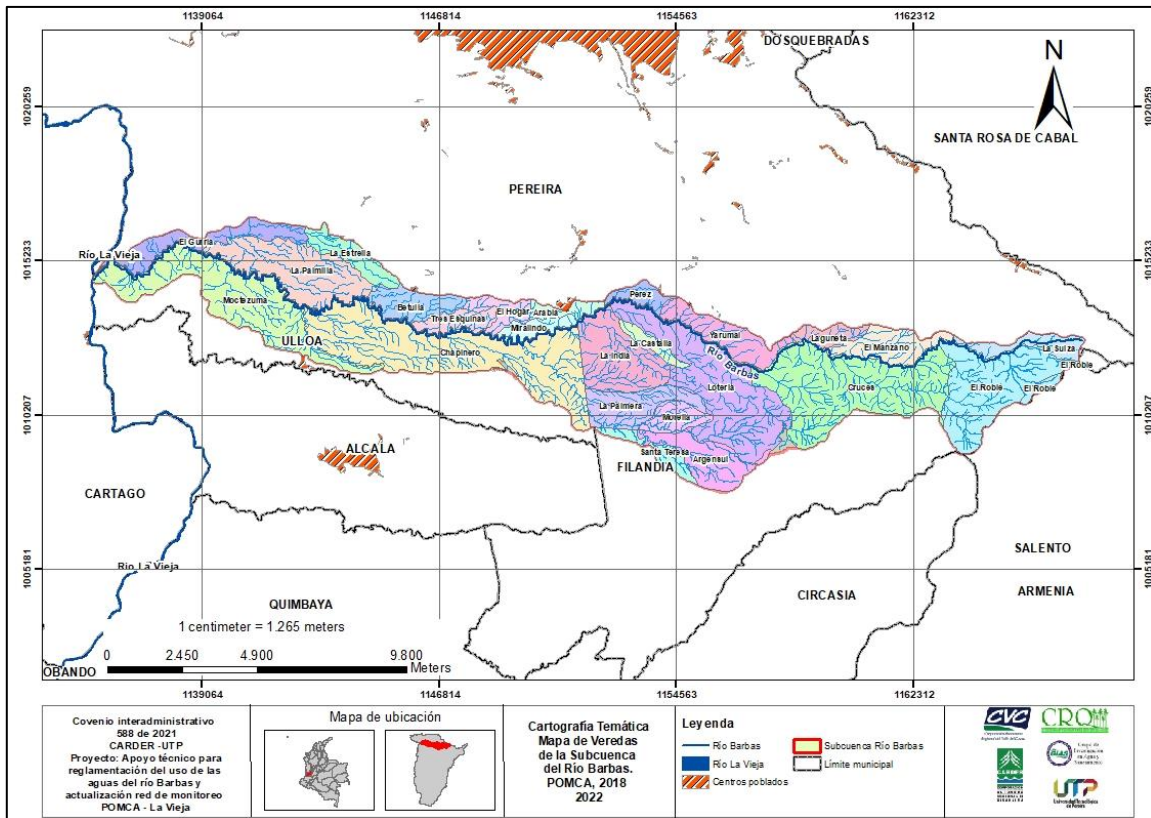 1139064 1146814 1154563 1162312
DOSQUEBRADAS
N
1020259 1020259
SANTA ROSA DE CABAL
PEREIRA
El Guaria
La Estrella
Río La Vieja
1015233 1015233
La Palmilla
Moctezuma
Betulia
Tres Esquinas
El Hogar
Arabia
Miralindo
Perez
Yarumal
Laguneta
El Manzano
La Suiza
ULLOA
Chapinero
La Castalia
La India
Río Barbas
Loteria
Cruces
El Roble
El Roble
El Roble
La Palmera
Morelia
1010207 1010207
Santa Teresa
Argensul
ALCALA
FILANDIA
CARTAGO
SALENTO
1005181 1005181
Río La Vieja
CIRCASIA
ARMENIA
QUIMBAYA
1 centimeter = 1.265 meters
0 2.450 4.900 9.800
Meters
OBANDO
1139064 1146814 1154563 1162312
Convenio interadministrativo
588 de 2021
CARDER -UTP
Proyecto: Apoyo técnico para
reglamentación del uso de las
aguas del río Barbas y
actualización red de monitoreo
POMCA - La Vieja
Mapa de ubicación
Cartografía Temática
Mapa de Veredas
de la Subcuenca
del Río Barbas.
POMCA, 2018
2022
Leyenda
Río Barbas
Río La Vieja
Centros poblados
Subcuenca Río Barbas
Límite municipal
CVC
CRQ
CARDER
UTP